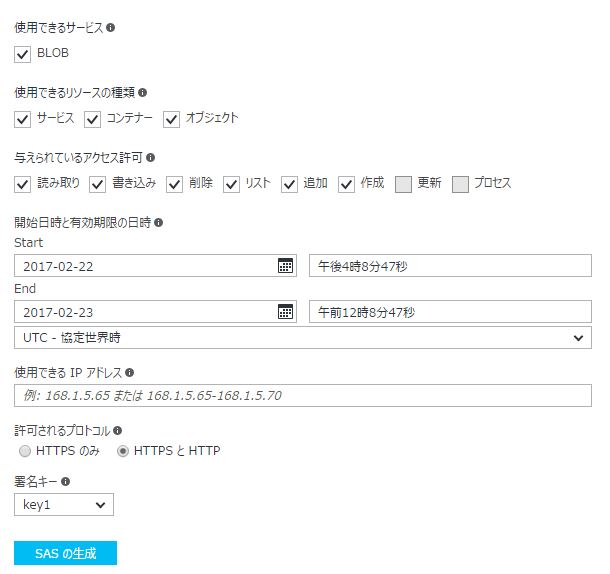 使用できるサービス
BLOB
使用できるリソースの種類
サービス コンテナー オブジェクト
与えられているアクセス許可
読み取り 書き込み 削除 リスト 追加 作成 更新 プロセス
開始日時と有効期限の日時
Start
2017-02-22 午後4時8分47秒
End
2017-02-23 午前12時8分47秒
UTC - 協定世界時
使用できる IP アドレス
例: 168.1.5.65 または 168.1.5.65-168.1.5.70
許可されるプロトコル
HTTPS のみ HTTPS と HTTP
署名キー
key1
SAS の生成